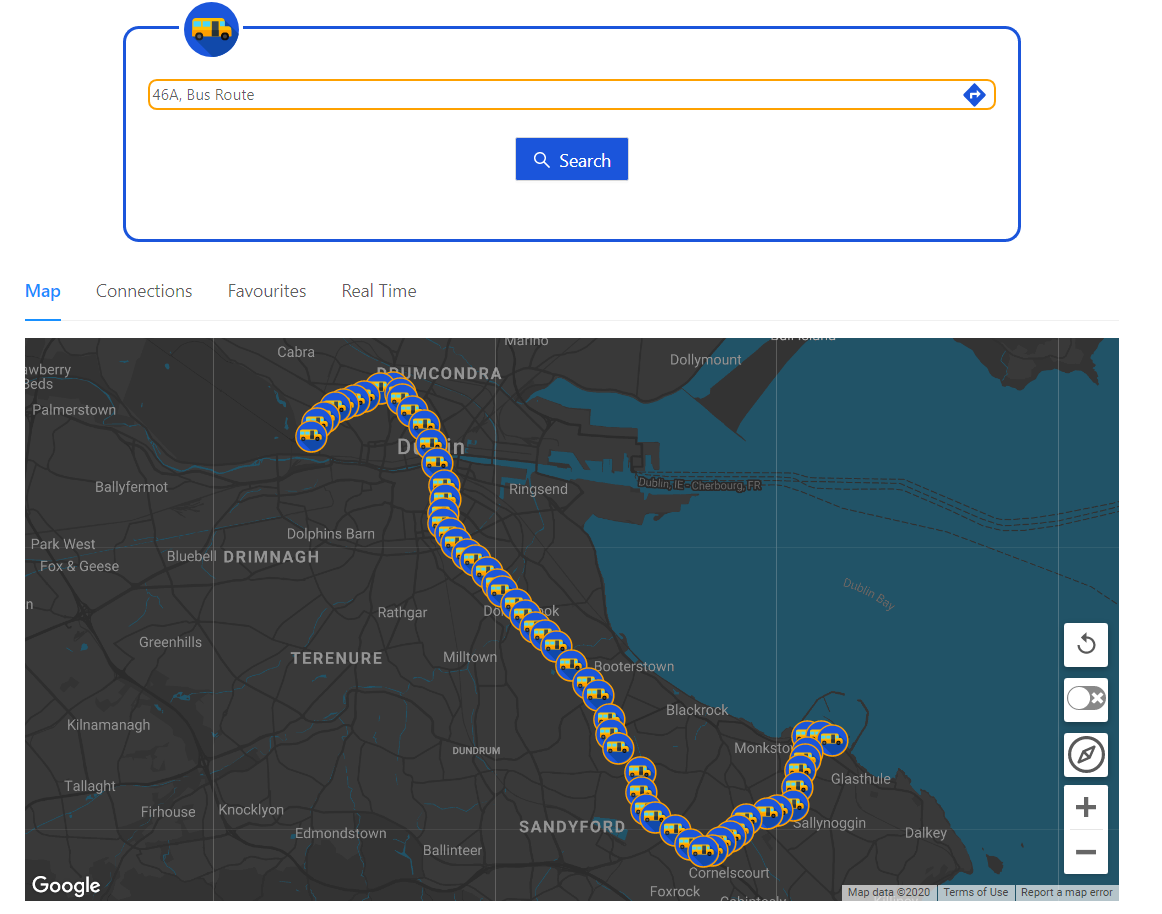 46A, Bus Route
Search
Map Connections Favourites Real Time
Marino
Cabra
Dollymount
DRUMCONDRA
Beds
Palmerstown
Dublin
Ballyfermot
Ringsend
Dublin, IE - Cherbourg, FR
Dolphins Barn
Park West
Bluebell
DRIMNAGH
Fox & Geese
Dublin Bay
Rathgar
Greenhills
TERENURE
Milltown
Booterstown
Blackrock
Kilnamanagh
DUNDRUM
Glasthule
Tallaght
Firhouse
Knocklyon
SANDYFORD
Sallynoggin
Edmondstown
Dalkey
Ballinteer
Cornelscourt
Foxrock
Google
Map data ©2020 Terms of Use Report a map error